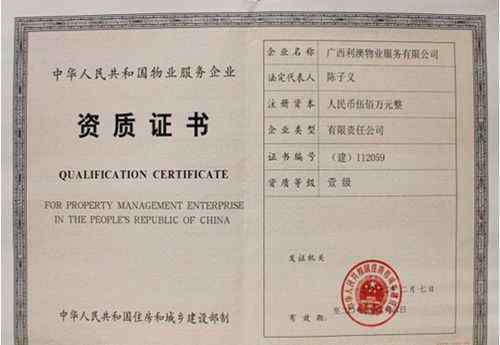 中华人民共和国物业服务企业
资质证书
QUALIFICATION CERTIFICATE
FOR PROPERTY MANAGEMENT ENTERPRISE
IN THE PEOPLE'S REPUBLIC OF CHINA
中华人民共和国住房和城乡建设部制
企业名称 广西利澳物业服务有限公司
法定代表人 陈子义
注册资本 人民币伍佰万元整
企业类型 有限责任公司
证书编号 (建)112059
资质等级 壹级
发证机关
二月七日
有效期